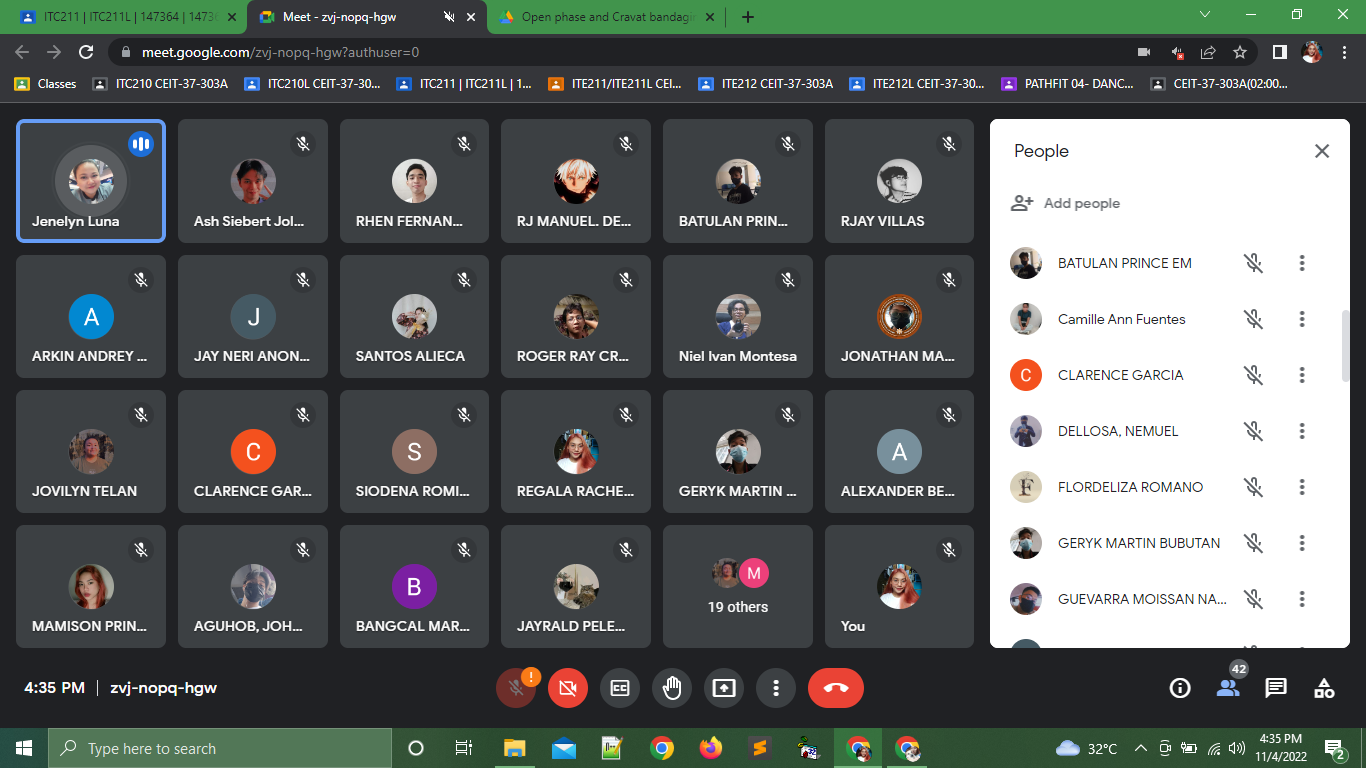 ITC211 | ITC211L | 147364 | 1473
Meet - zvj-nopq-hgw
Open phase and Cravat bandagin
meet.google.com/zvj-nopq-hgw?authuser=0
Classes
ITC210 CEIT-37-303A
ITC210L CEIT-37-30...
ITC211 | ITC211L | 1...
ITE211/ITE211L CEI...
ITE212 CEIT-37-303A
ITE212L CEIT-37-30...
PATHFIT 04- DANC...
CEIT-37-303A(02:00...
Jenelyn Luna
Ash Siebert Jol...
RHEN FERNAN...
RJ MANUEL. DE...
BATULAN PRIN...
RJAY VILLAS
A
ARKIN ANDREY ...
J
JAY NERI ANON...
SANTOS ALIECA
ROGER RAY CR...
Niel Ivan Montesa
JONATHAN MA...
JOVILYN TELAN
C
CLARENCE GAR...
S
SIODENA ROMI...
REGALA RACHE...
GERYK MARTIN ...
A
ALEXANDER BE...
MAMISON PRIN...
AGUHOB, JOH...
B
BANGCAL MAR...
JAYRALD PELE...
M
19 others
You
People
Add people
BATULAN PRINCE EM
Camille Ann Fuentes
C
CLARENCE GARCIA
DELLOSA, NEMUEL
F
FLORDELIZA ROMANO
GERYK MARTIN BUBUTAN
GUEVARRA MOISSAN NA...
4:35 PM | zvj-nopq-hgw
!
CC
42
Type here to search
32°C
4:35 PM
11/4/2022
2